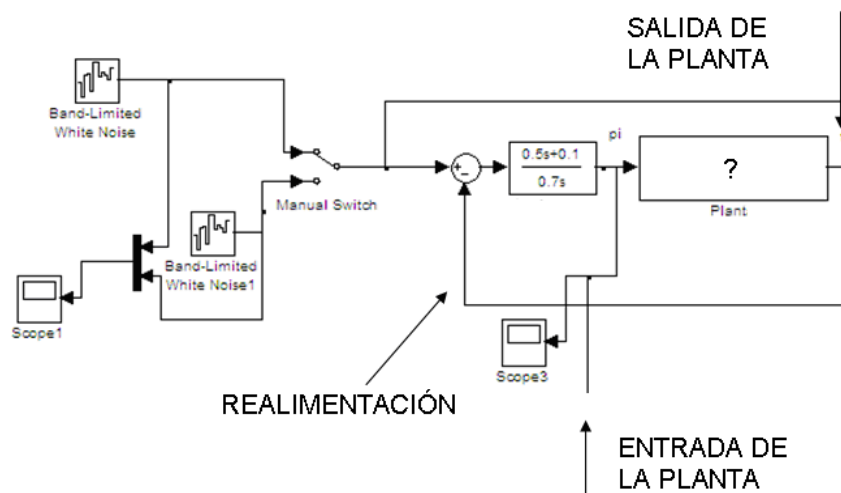 SALIDA DE
LA PLANTA
Band-Limited
White Noise
pi
0.5s+0.1
0.7s
?
Plant
Manual Switch
Band-Limited
White Noise1
Scope1
Scope3
REALIMENTACIÓN
ENTRADA DE
LA PLANTA